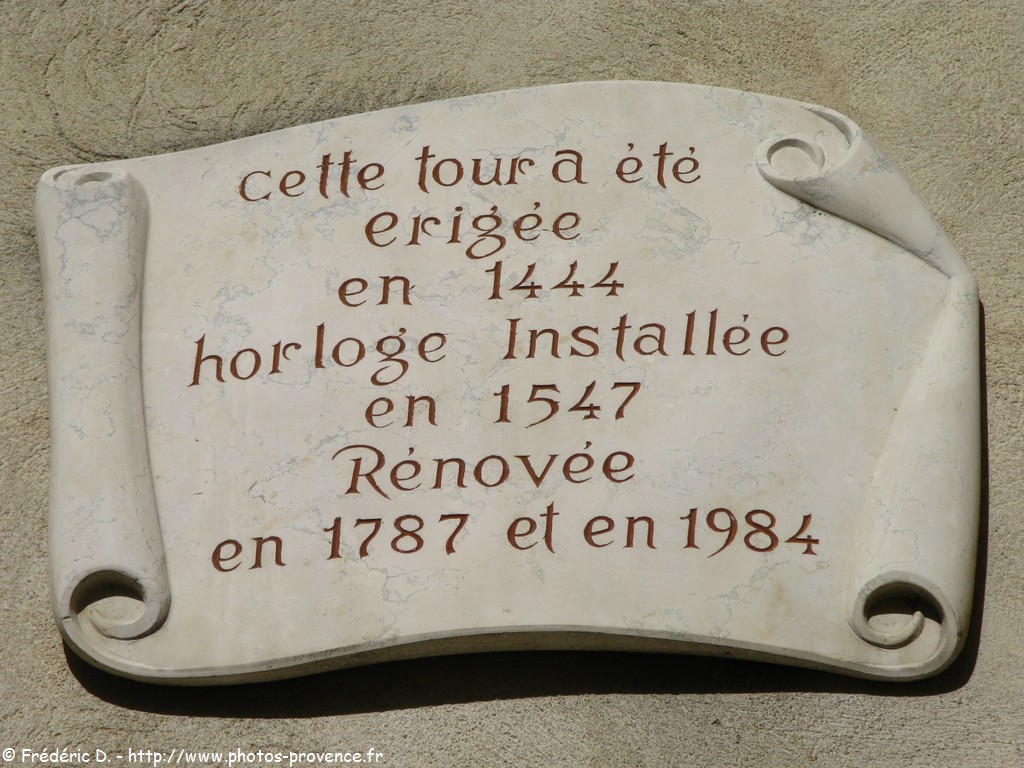 Cette tour a été
erigée
en 1444
horloge Installée
en 1547
Rénovée
en 1787 et en 1984
© Frédéric D. - http://www.photos-provence.fr